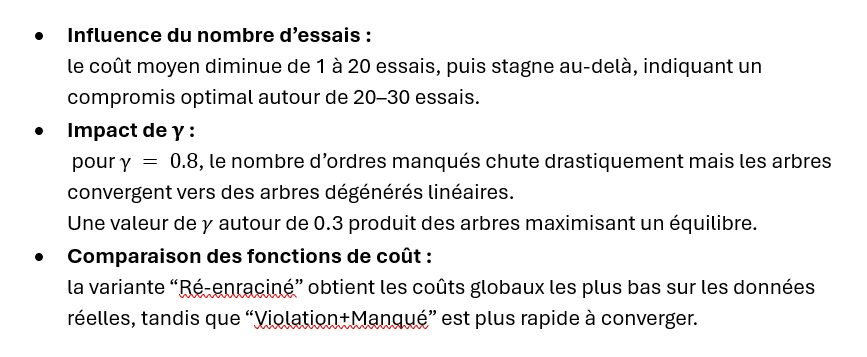 • Influence du nombre d’essais :
le coût moyen diminue de 1 à 20 essais, puis stagne au-delà, indiquant un
compromis optimal autour de 20–30 essais.
• Impact de γ :
pour γ = 0.8, le nombre d’ordres manqués chute drastiquement mais les arbres
convergent vers des arbres dégénérés linéaires.
Une valeur de γ autour de 0.3 produit des arbres maximisant un équilibre.
• Comparaison des fonctions de coût :
la variante “Ré-enraciné” obtient les coûts globaux les plus bas sur les données
réelles, tandis que “Violation+Manqué” est plus rapide à converger.